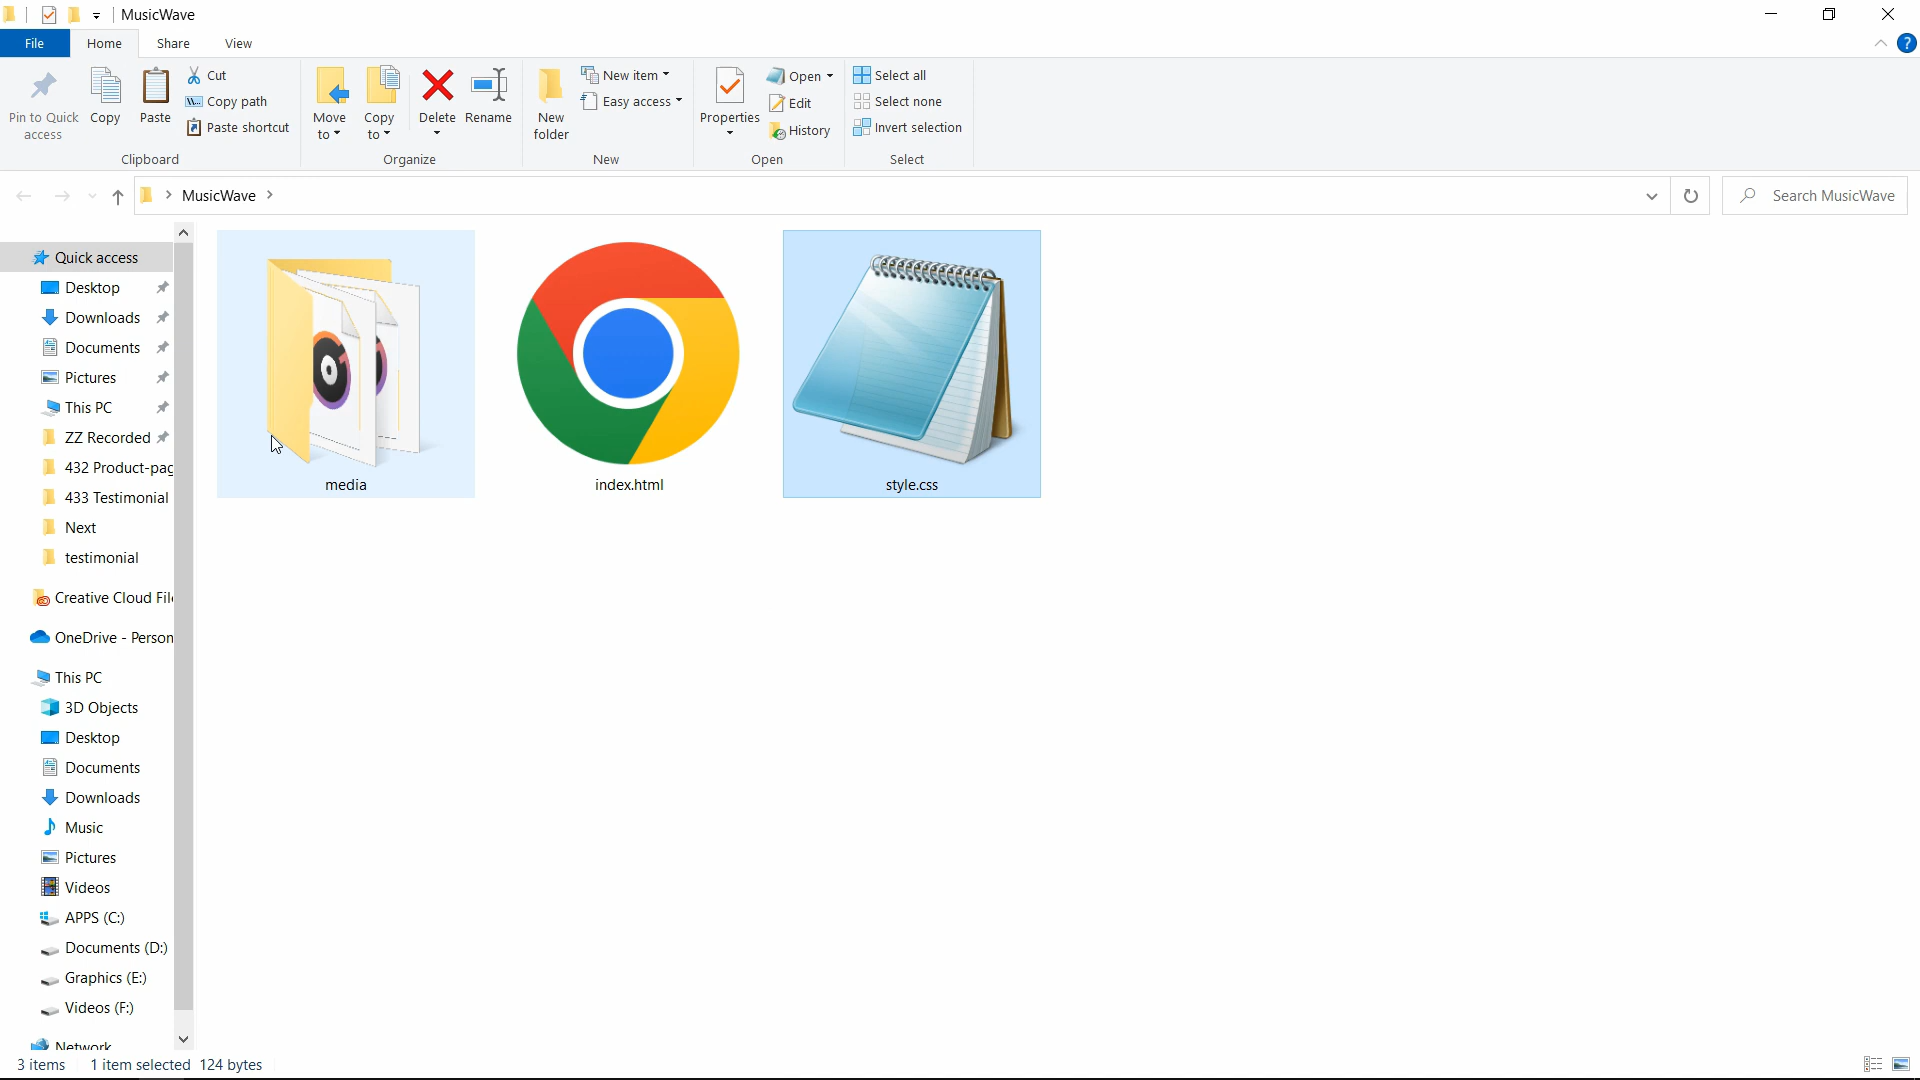 MusicWave
File Home Share View
Pin to Quick access
Copy
Paste
Cut
Copy path
Paste shortcut
Clipboard
Move to
Copy to
Delete
Rename
Organize
New folder
New item
Easy access
New
Properties
Open
Edit
History
Open
Select all
Select none
Invert selection
Select
MusicWave
Search MusicWave
Quick access
Desktop
Downloads
Documents
Pictures
This PC
ZZ Recorded
432 Product-pag
433 Testimonial
Next
testimonial
Creative Cloud File
OneDrive - Person
This PC
3D Objects
Desktop
Documents
Downloads
Music
Pictures
Videos
APPS (C:)
Documents (D:)
Graphics (E:)
Videos (F:)
Network
media
index.html
style.css
3 items 1 item selected 124 bytes